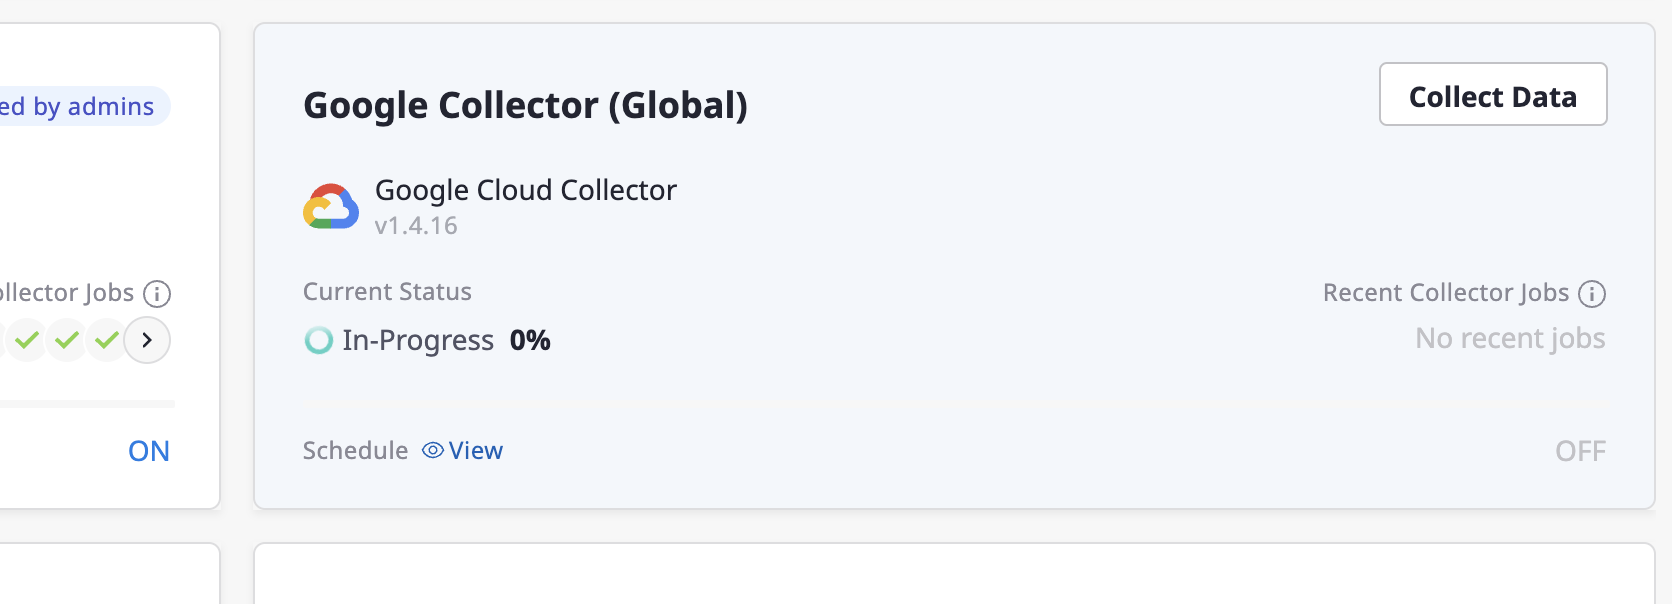 ed by admins
ollector Jobs
ON
Google Collector (Global)
Collect Data
Google Cloud Collector
v1.4.16
Current Status
Recent Collector Jobs
In-Progress 0%
No recent jobs
Schedule View
OFF